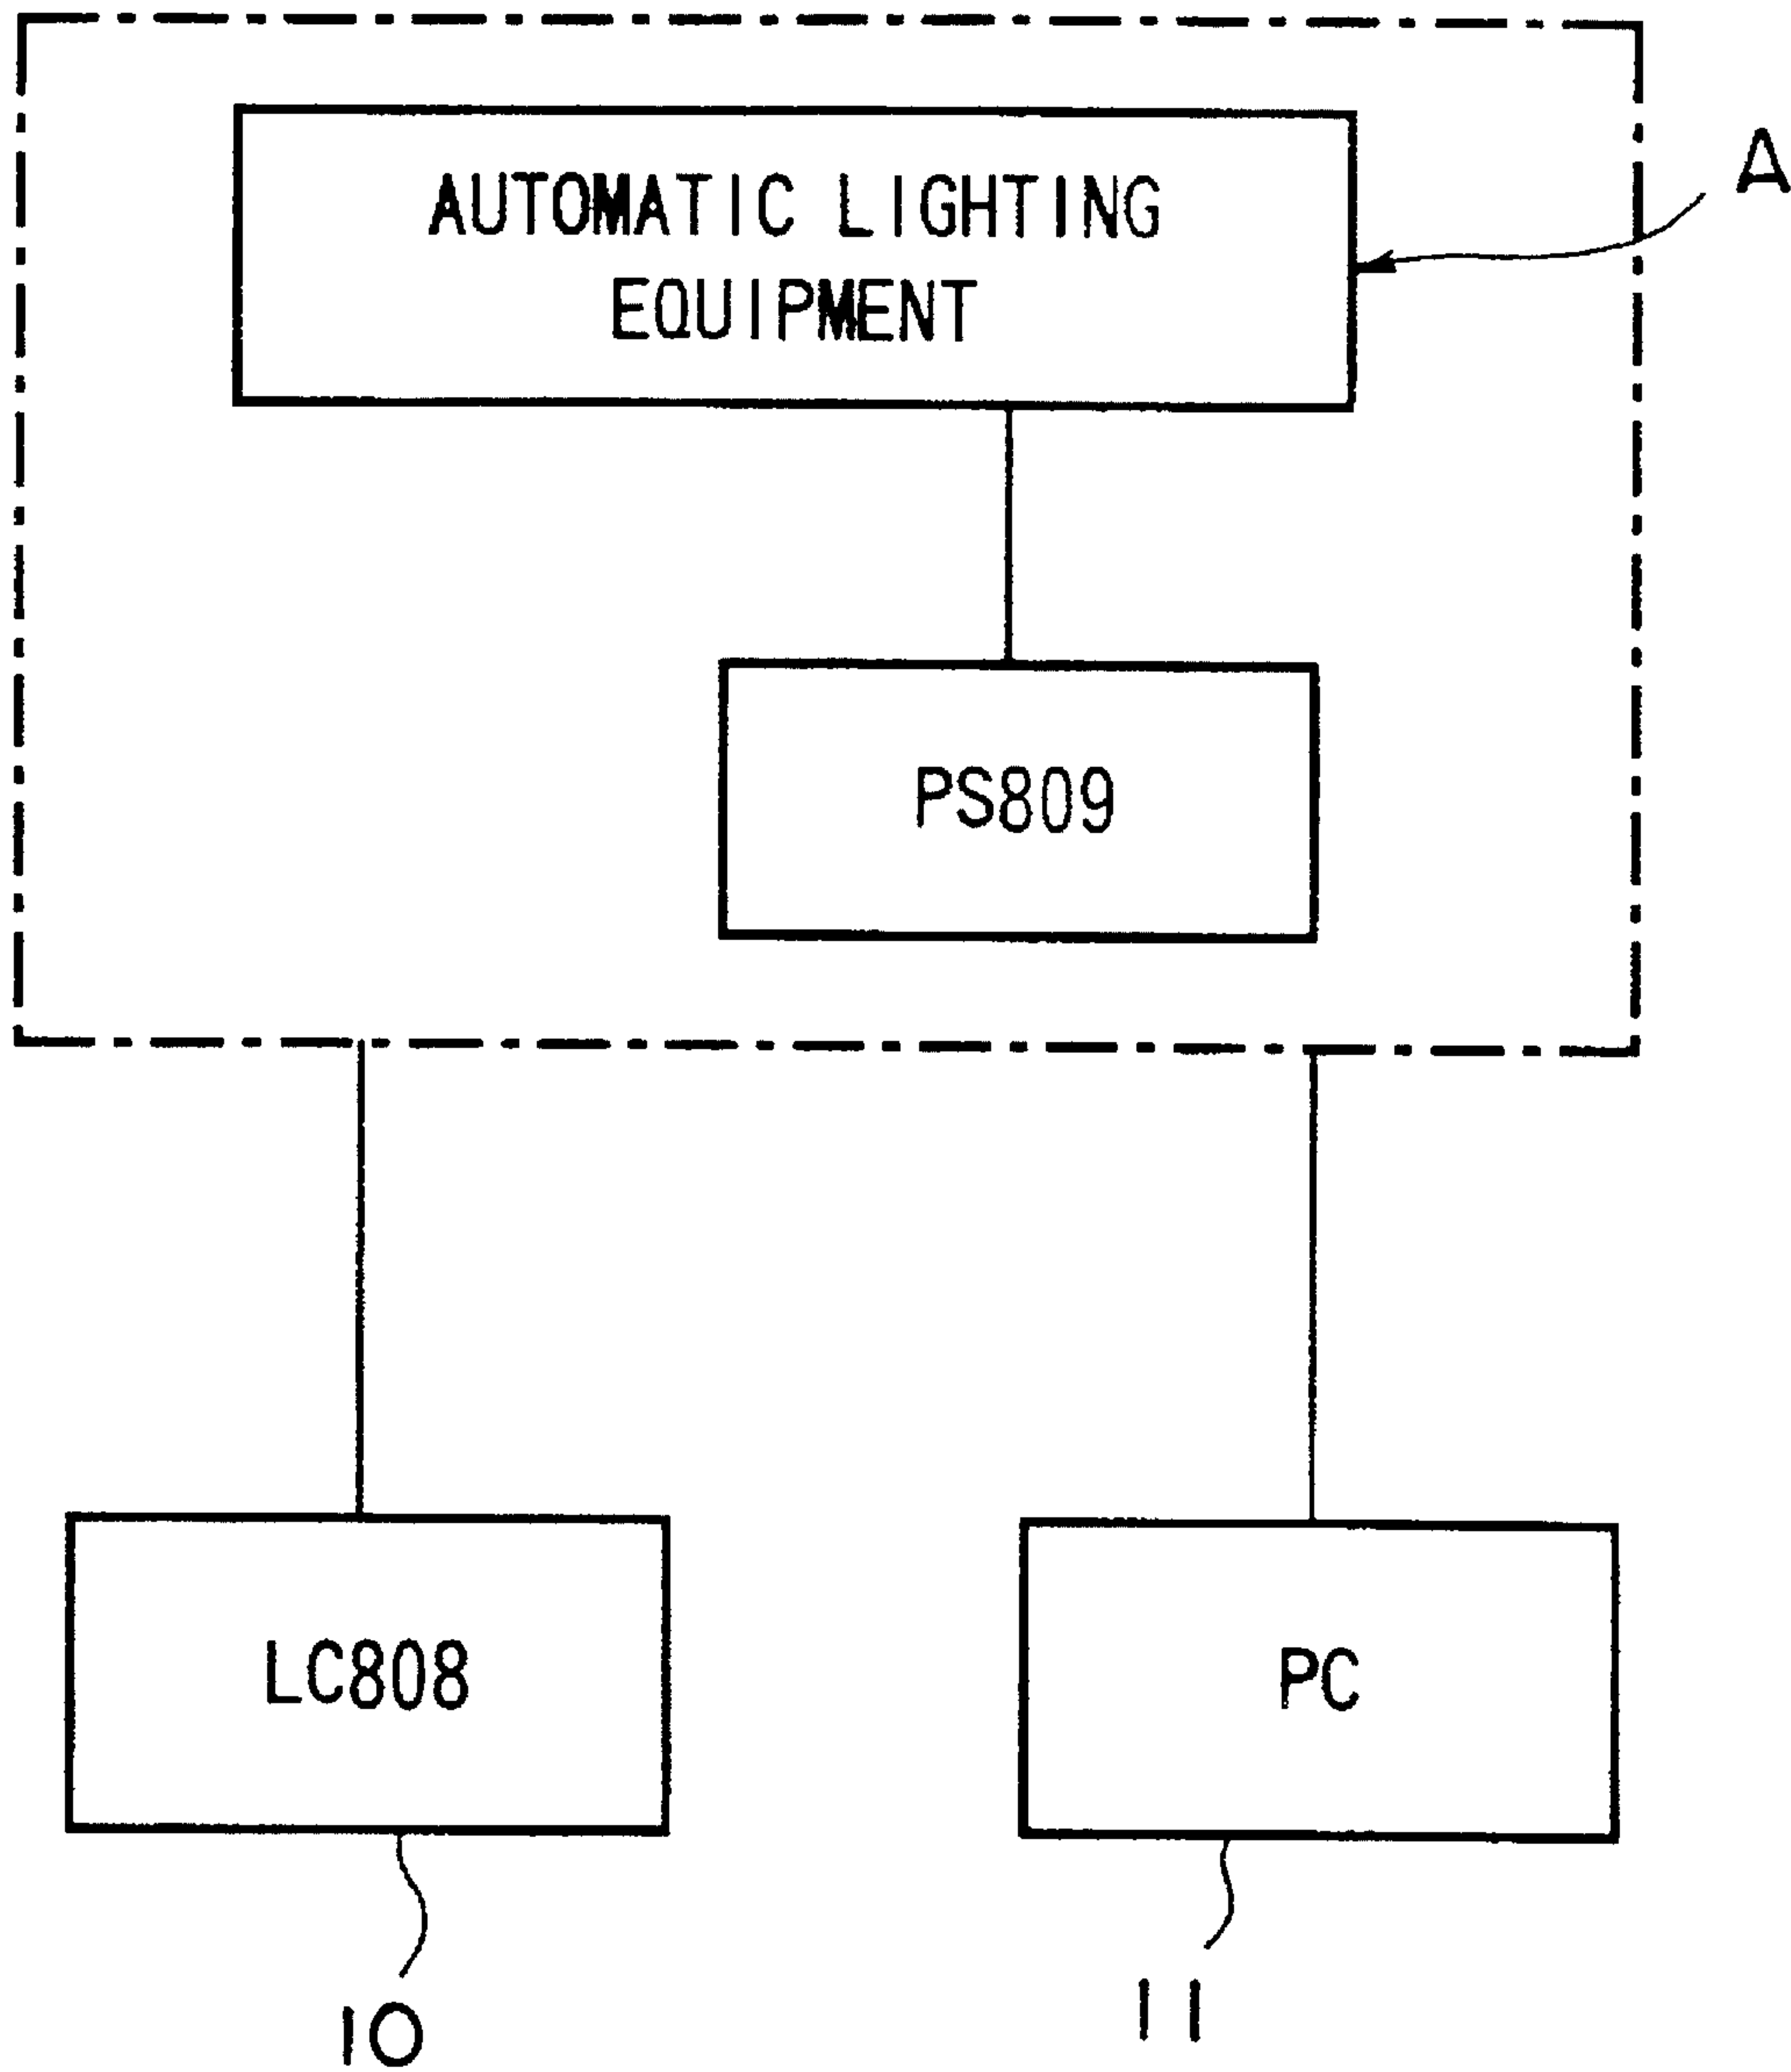 A
AUTOMATIC LIGHTING
EQUIPMENT
PS809
LC808
PC
10
11